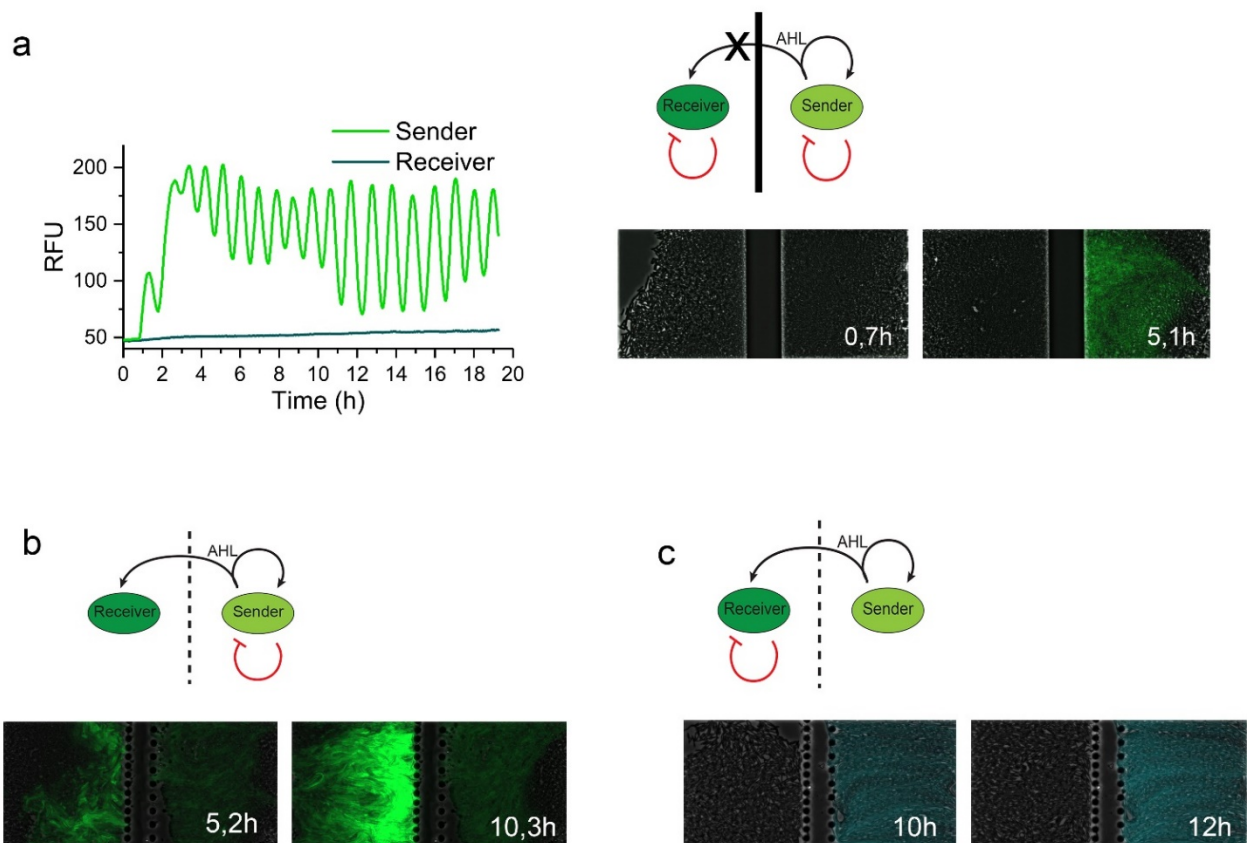 a
Sender
Receiver
200
150
100
50
RFU
0 2 4 6 8 10 12 14 16 18 20
Time (h)
X
AHL
Receiver
Sender
0,7h
5,1h
b
AHL
Receiver
Sender
5,2h
10,3h
c
AHL
Receiver
Sender
10h
12h